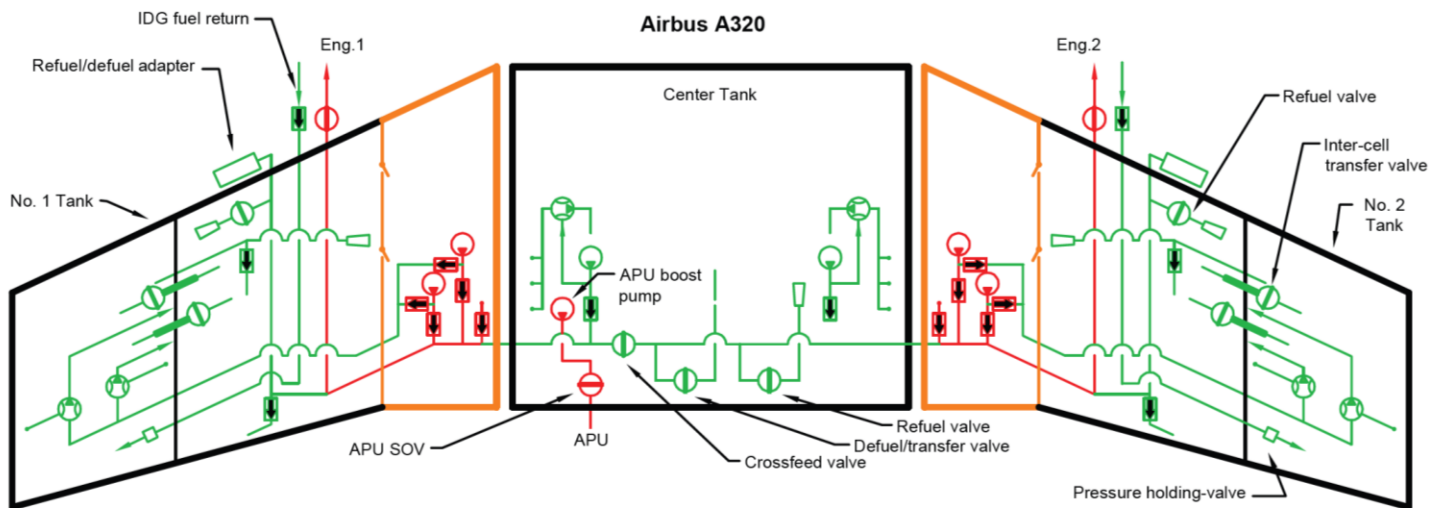 Airbus A320
IDG fuel return
Eng.1
Refuel/defuel adapter
No. 1 Tank
Center Tank
APU boost
pump
Eng.2
Refuel valve
Inter-cell
transfer valve
No. 2
Tank
APU SOV
APU
Refuel valve
Defuel/transfer valve
Crossfeed valve
Pressure holding-valve